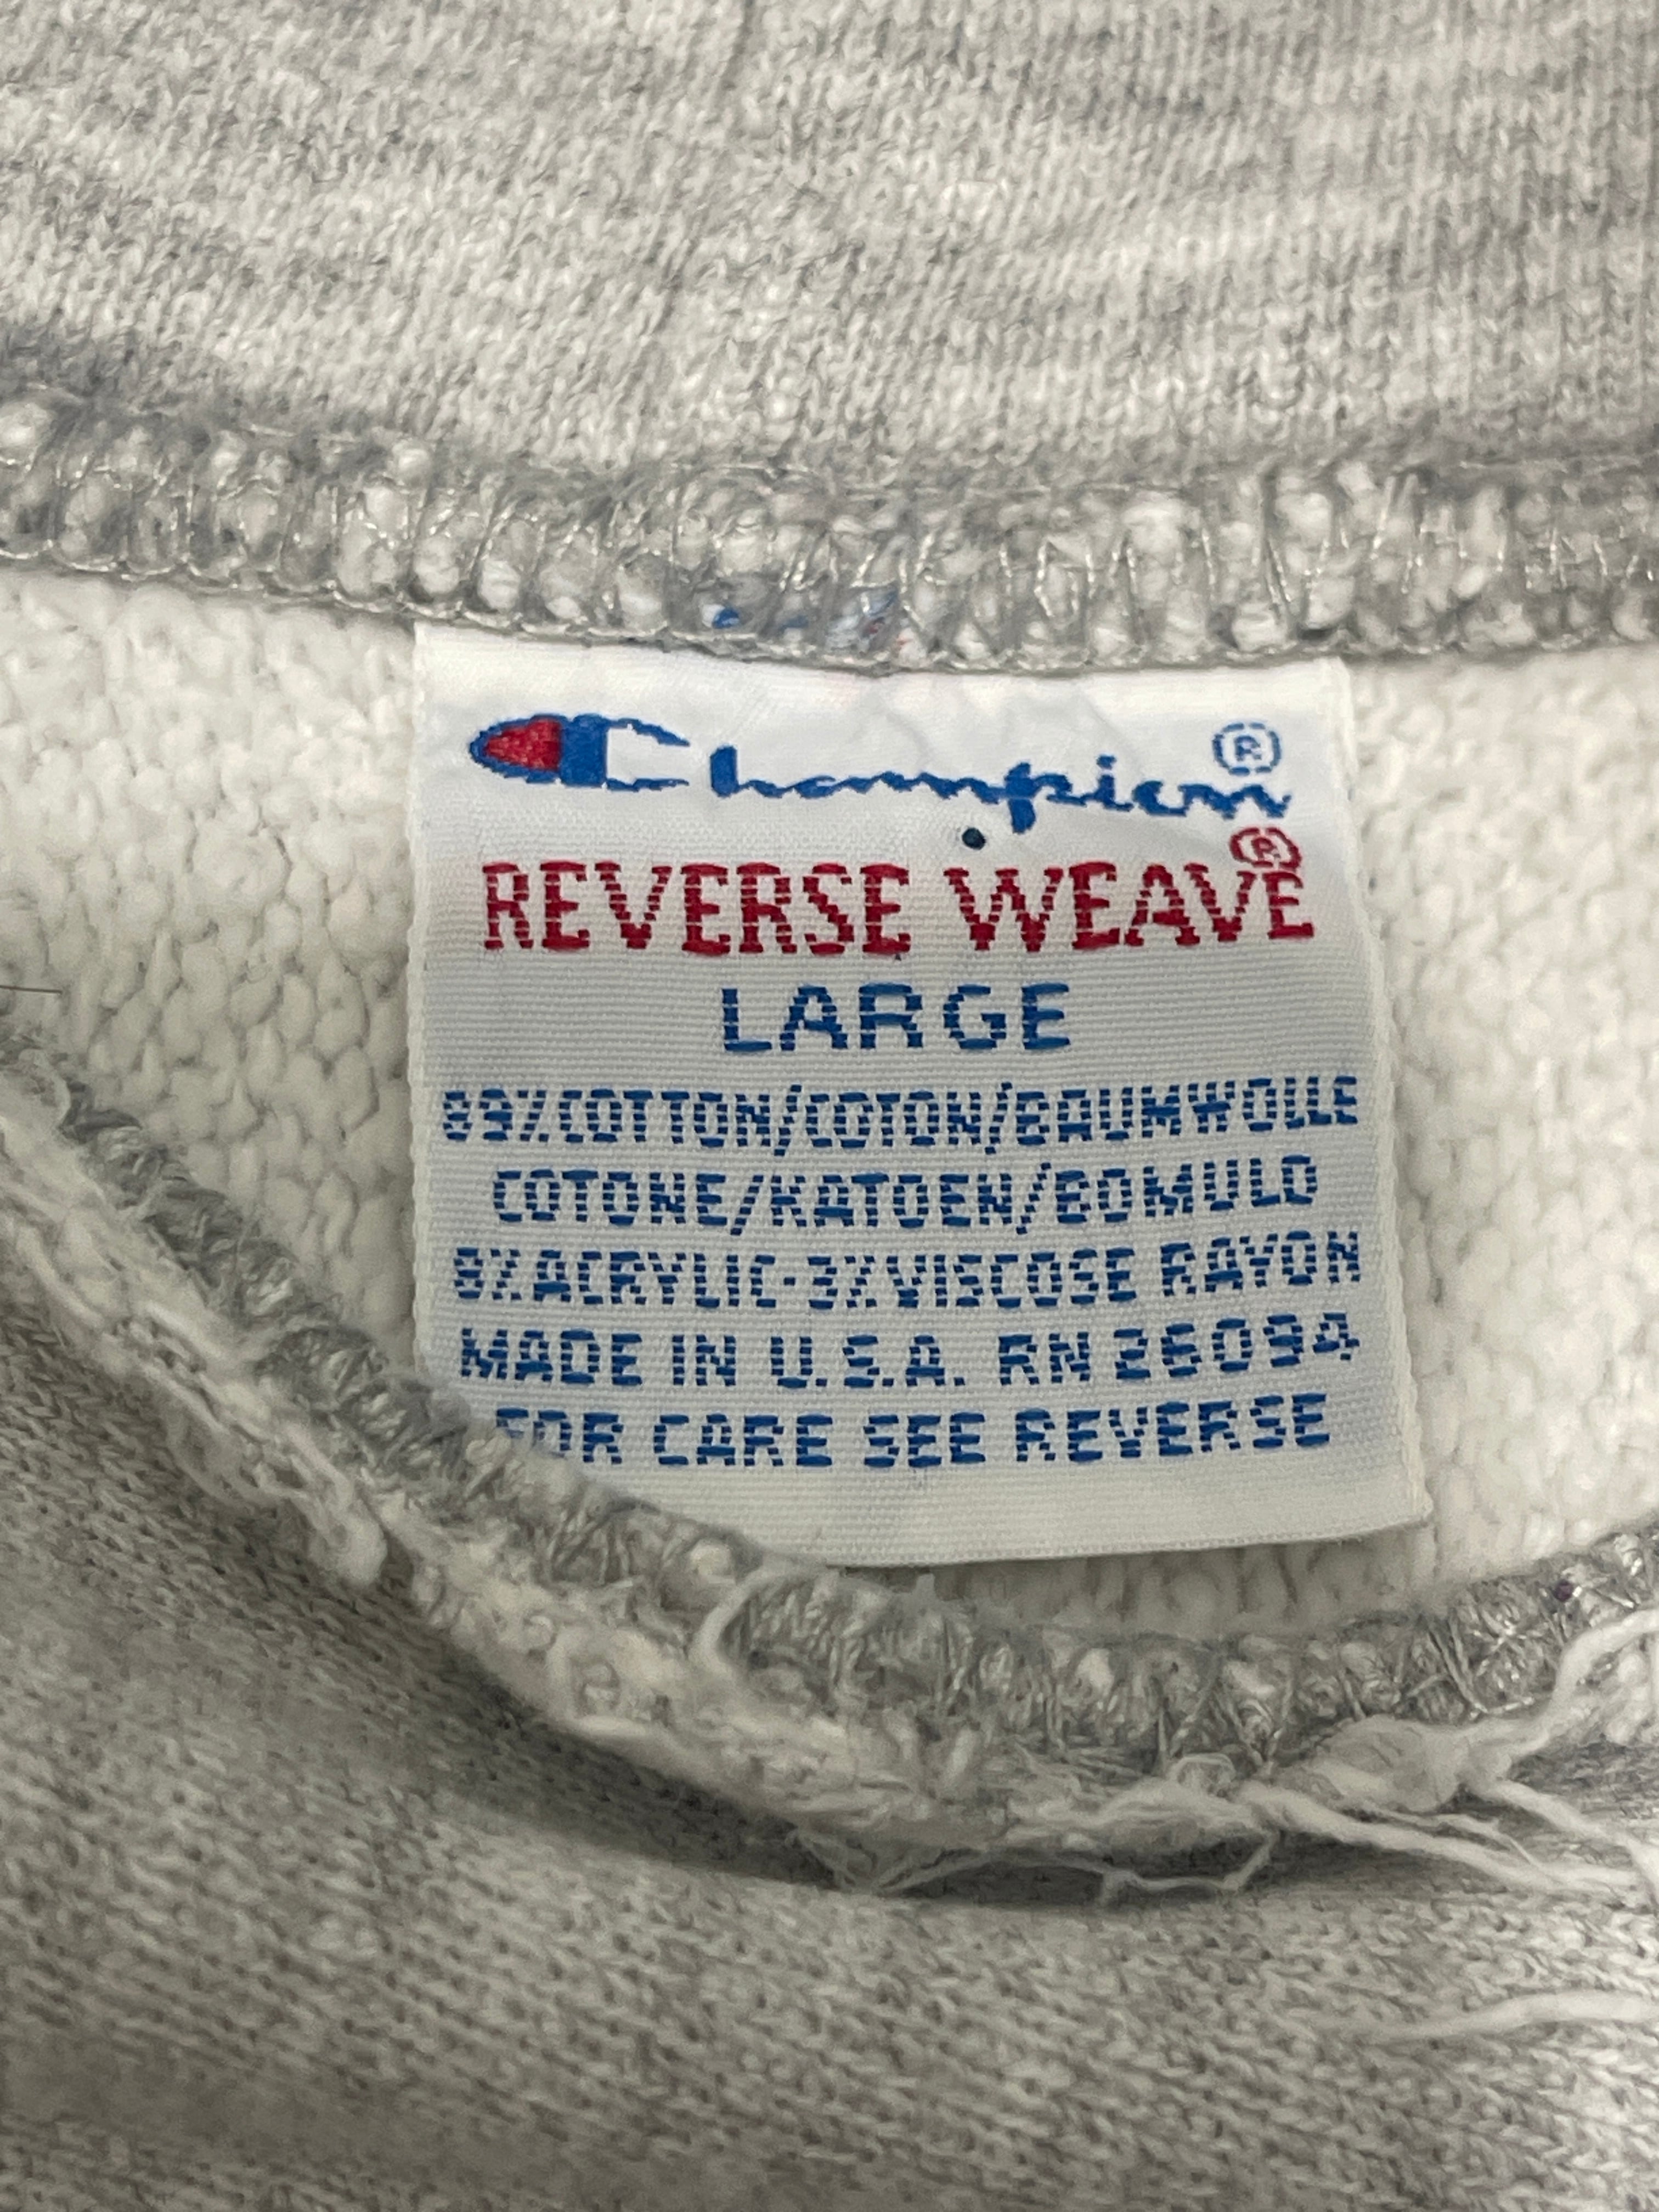 Champion®
REVERSE WEAVE®
LARGE
89%COTTON/COTON/BAUMWOLLE
COTONE/KATOEN/BOMULD
8%ACRYLIC-3%VISCOSE RAYON
MADE IN U.S.A. RN 26094
FOR CARE SEE REVERSE